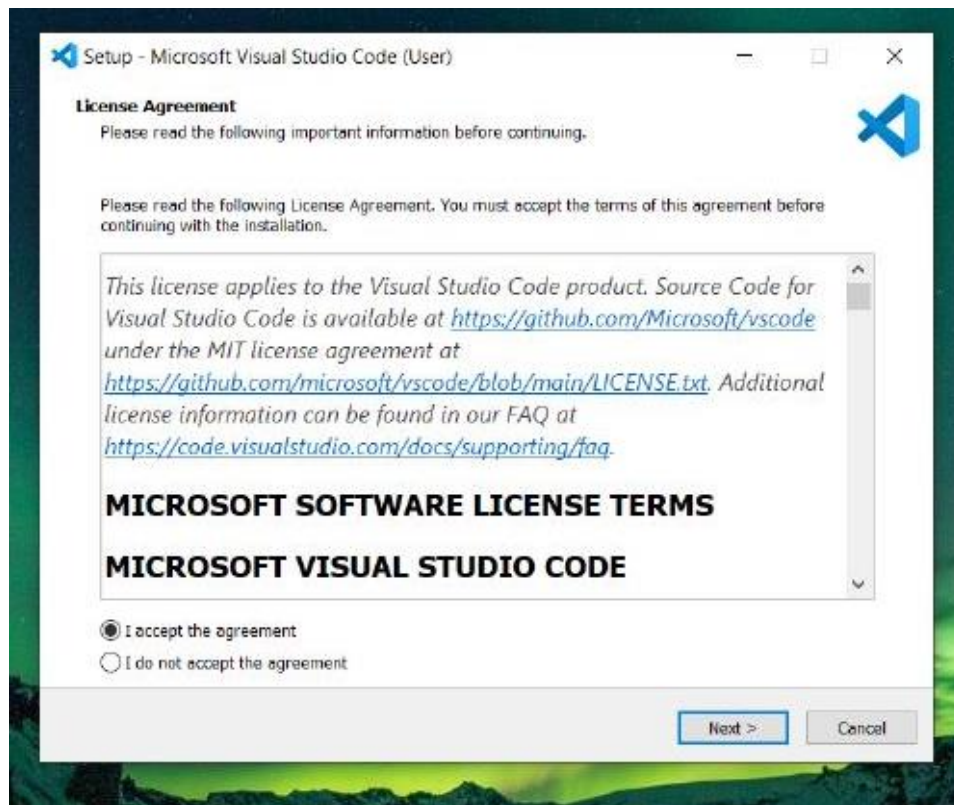 Setup - Microsoft Visual Studio Code (User)
License Agreement
Please read the following important information before continuing.
Please read the following License Agreement. You must accept the terms of this agreement before
continuing with the installation.
This license applies to the Visual Studio Code product. Source Code for
Visual Studio Code is available at https://github.com/Microsoft/vscode
under the MIT license agreement at
https://github.com/microsoft/vscode/blob/main/LICENSE.txt. Additional
license information can be found in our FAQ at
https://code.visualstudio.com/docs/supporting/faq.
MICROSOFT SOFTWARE LICENSE TERMS
MICROSOFT VISUAL STUDIO CODE
I accept the agreement
I do not accept the agreement
Next >
Cancel